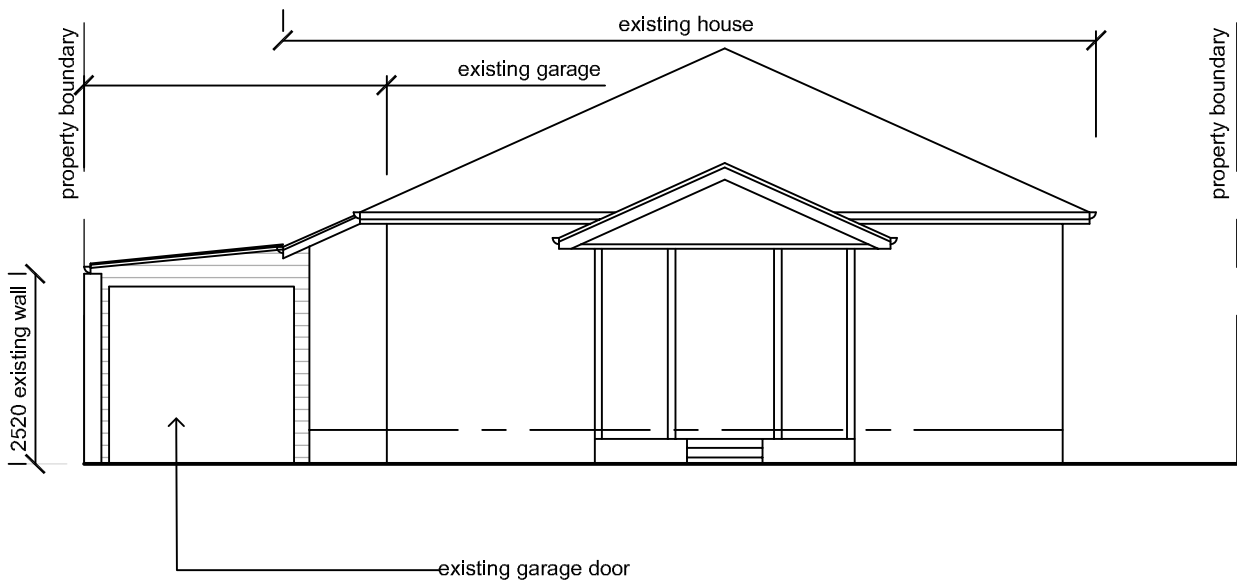 existing house
existing garage
property boundary
property boundary
2520 existing wall
existing garage door